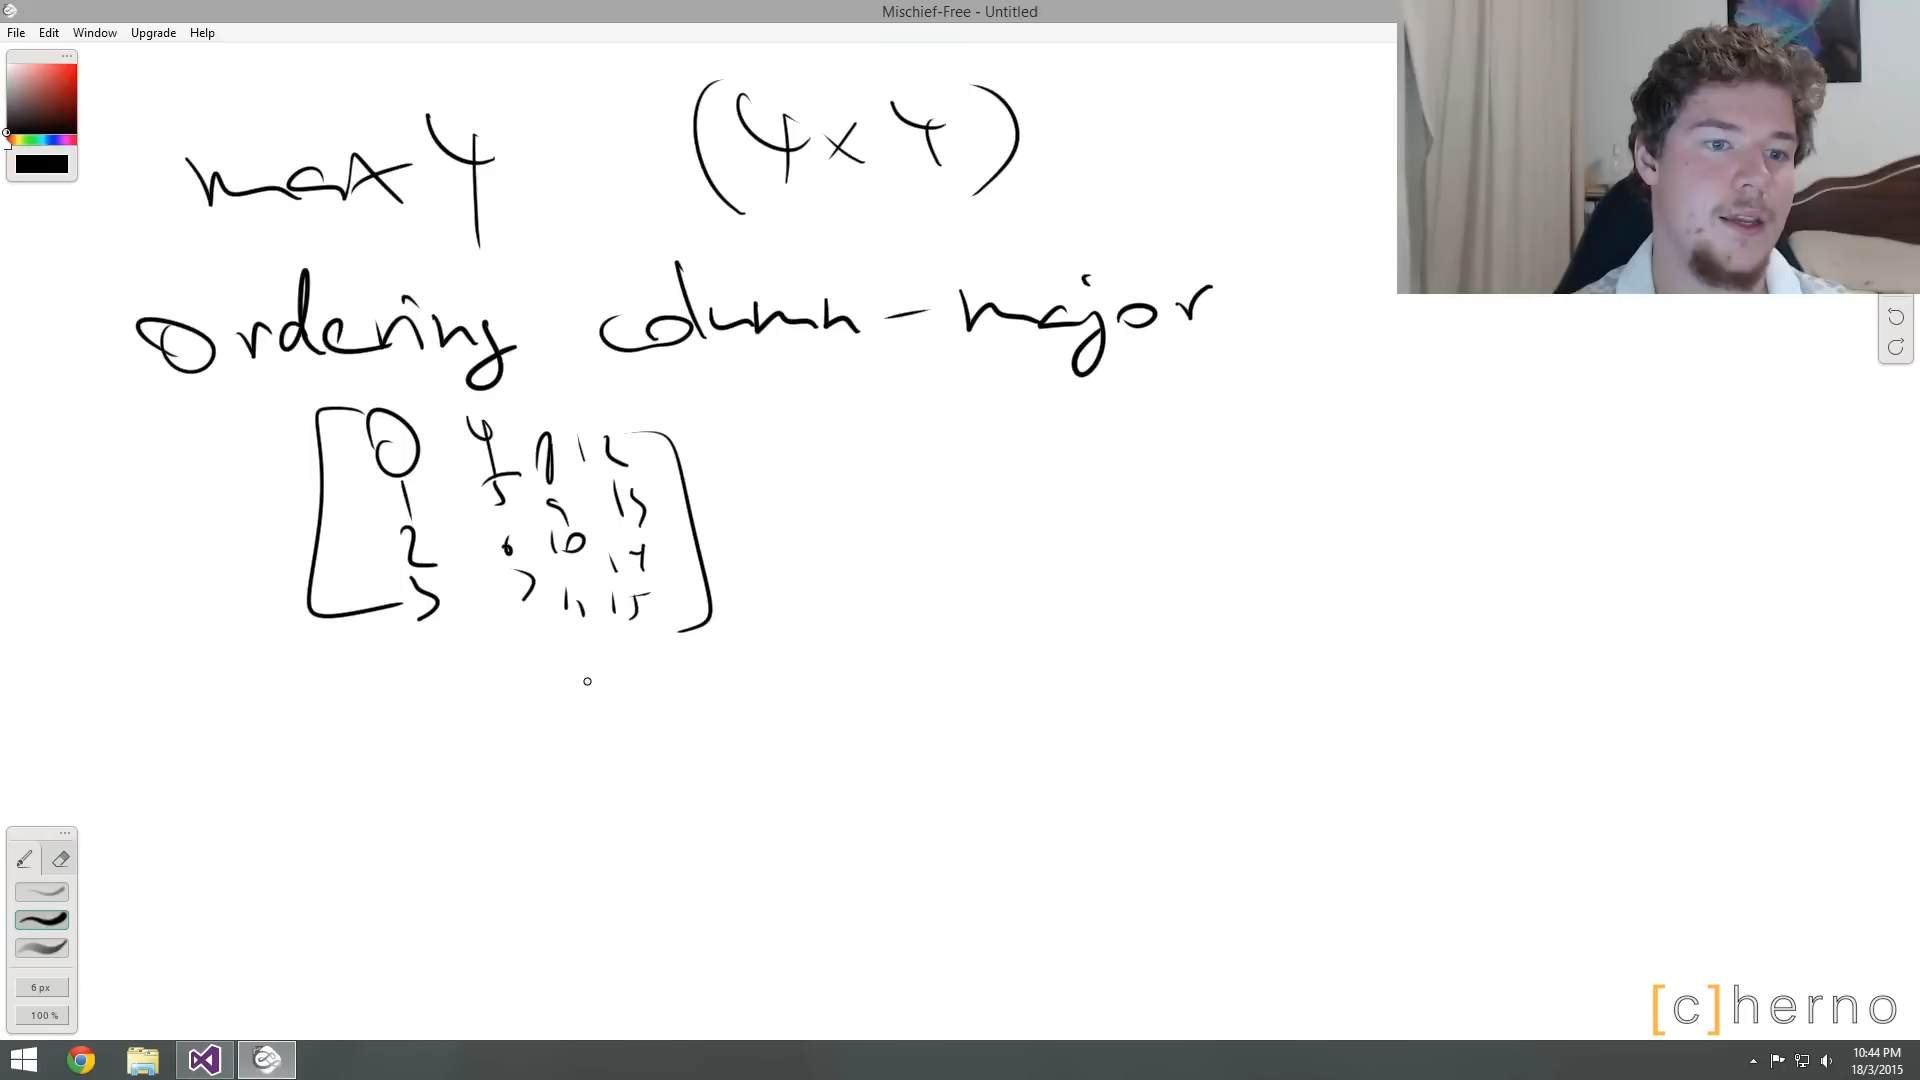 Mischief-Free - Untitled
File Edit Window Upgrade Help
mat 4 (4x4)
Ordering column-major
0 4 8 12
1 5 9 13
2 6 10 14
3 7 11 15
6 px
100 %
[c]herno
10:44 PM
18/3/2015